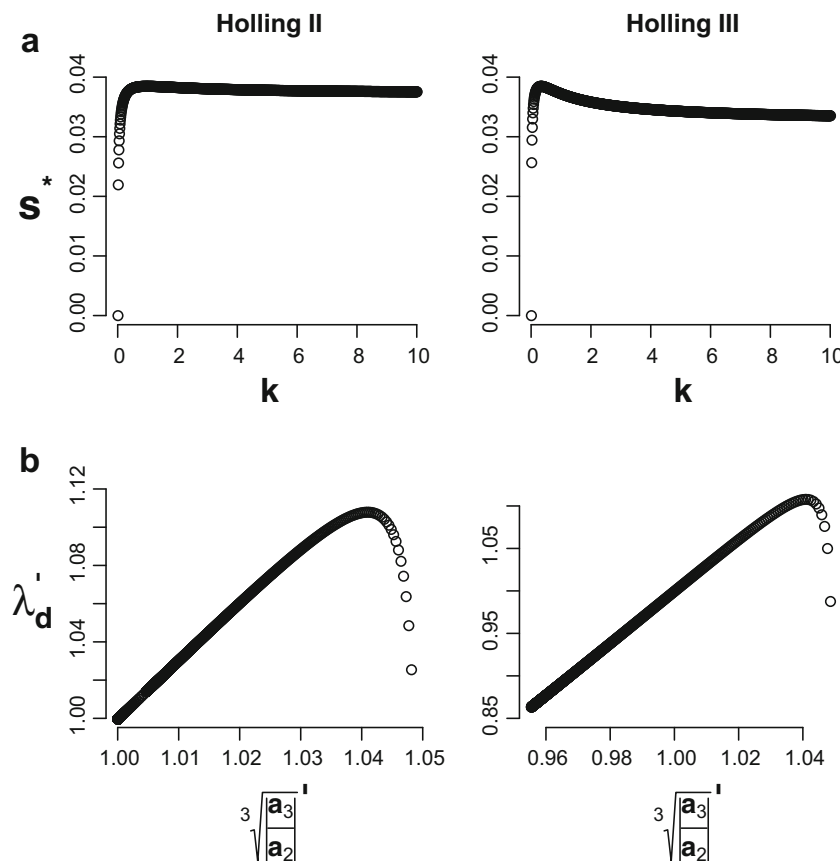 Holling II
Holling III
a
s*
0.00 0.01 0.02 0.03 0.04
0 2 4 6 8 10
k
0.00 0.01 0.02 0.03 0.04
0 2 4 6 8 10
k
b
λd'
1.00 1.04 1.08 1.12
1.00 1.01 1.02 1.03 1.04 1.05
3√|a3/a2|'
0.85 0.95 1.05
0.96 0.98 1.00 1.02 1.04
3√|a3/a2|'